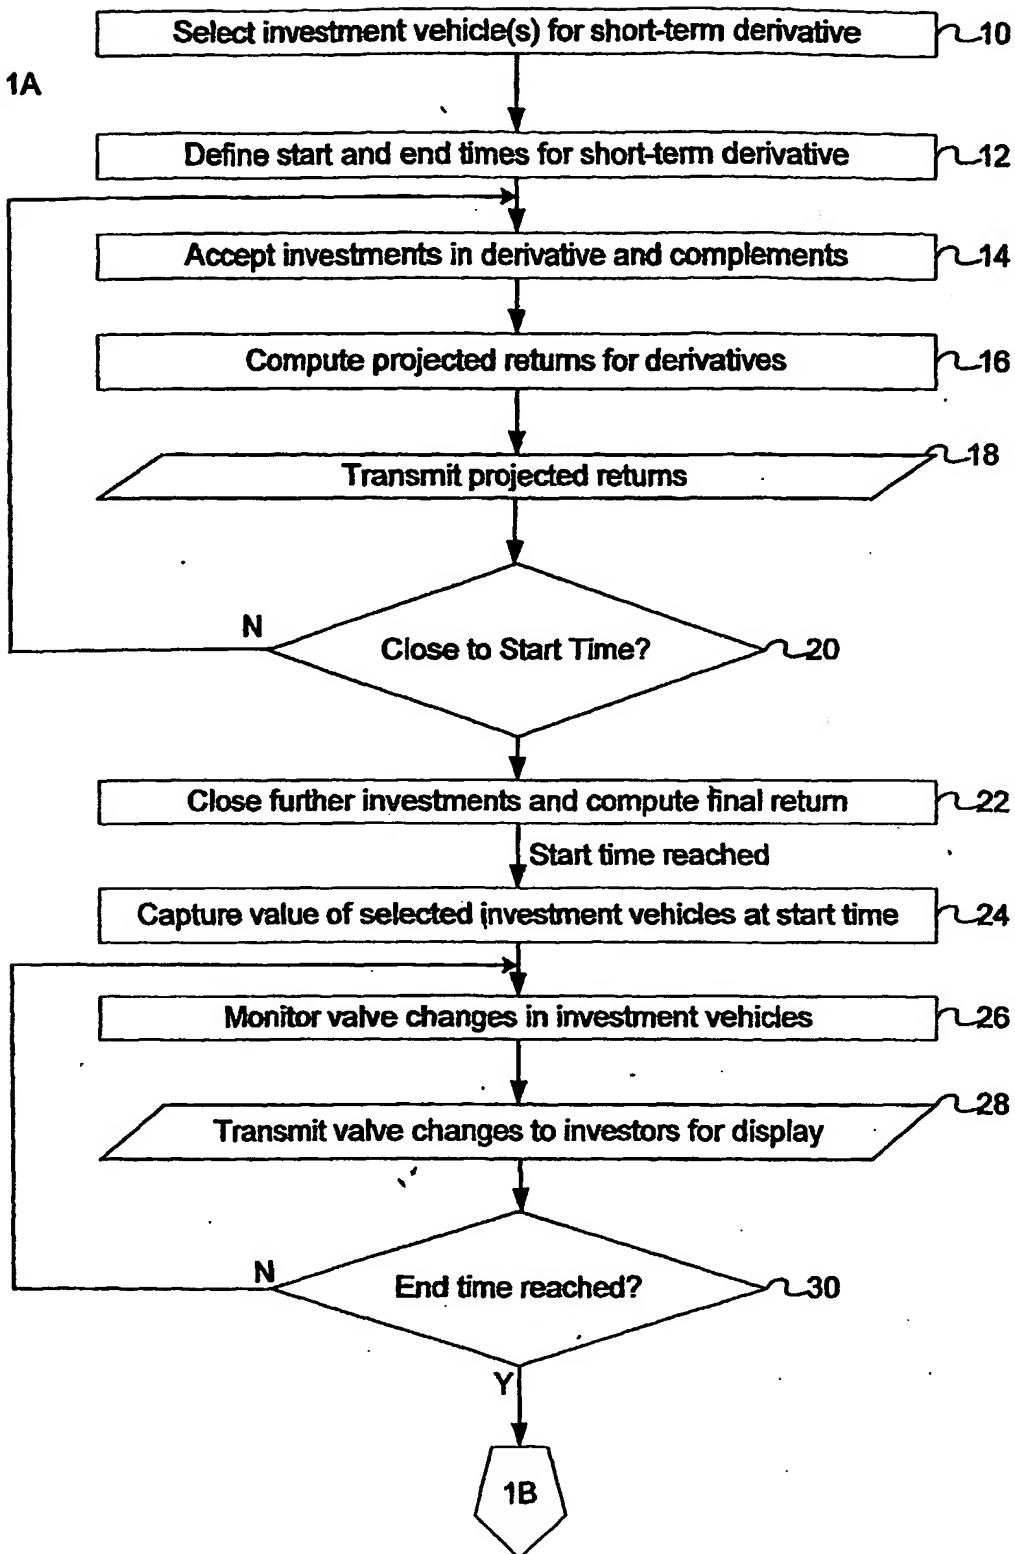 Select investment vehicle(s) for short-term derivative
10
1A
Define start and end times for short-term derivative
12
Accept investments in derivative and complements
14
Compute projected returns for derivatives
16
Transmit projected returns
18
N
Close to Start Time?
20
Close further investments and compute final return
22
Start time reached
Capture value of selected investment vehicles at start time
24
Monitor valve changes in investment vehicles
26
Transmit valve changes to investors for display
28
N
End time reached?
30
Y
1B